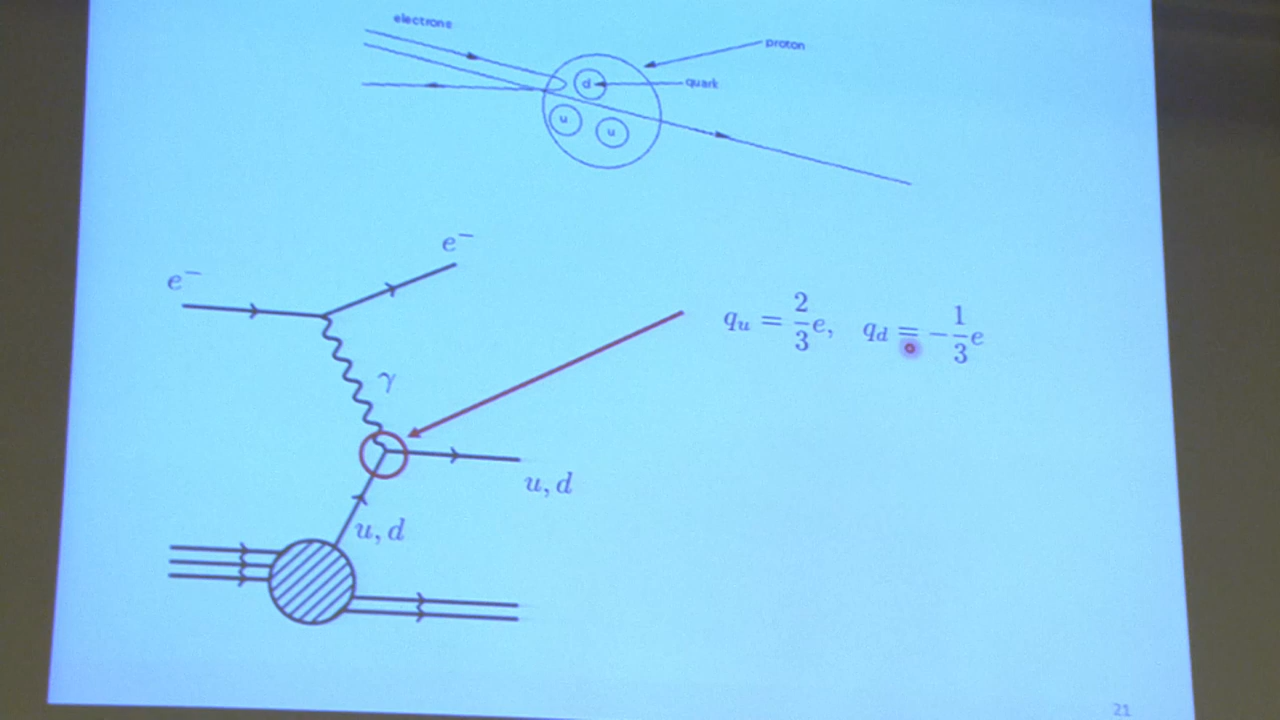 electrons
proton
d
quark
u
u
e⁻
e⁻
q_u = 2/3 e, q_d = -1/3 e
γ
u, d
u, d
21